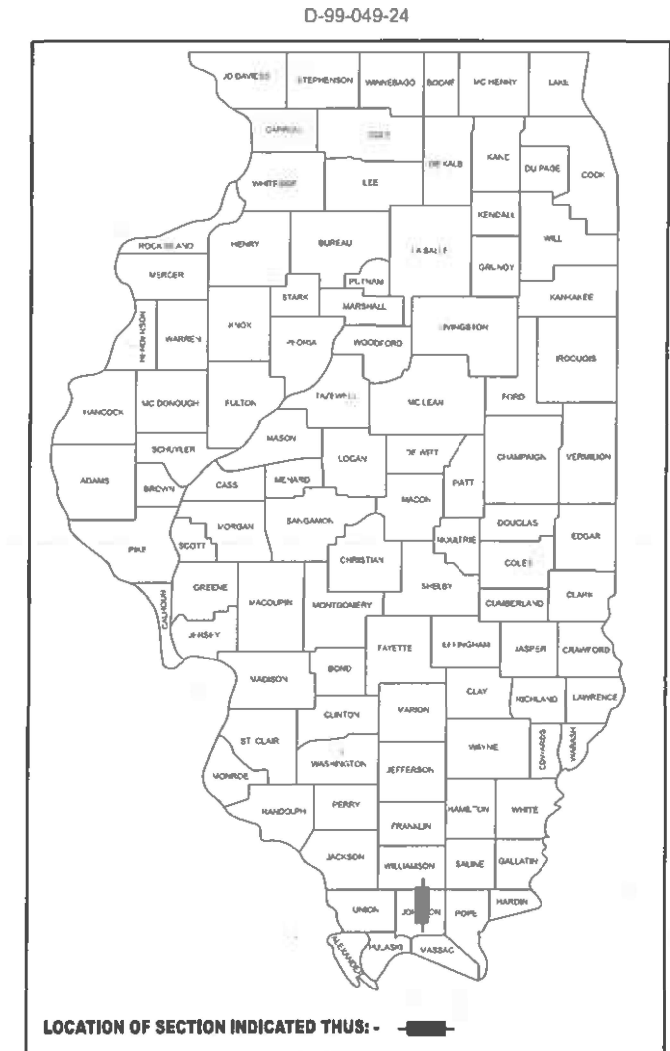 D-99-049-24
JO DAVIESS STEPHENSON WINNEBAGO BOONE MC HENRY LAKE
KANE DU PAGE COOK
DE KALB
WHITESIDE LEE
KENDALL
WILL
ROCK ISLAND HENRY BUREAU LA SALLE GRUNDY
MERCER PUTNAM
STARK MARSHALL KANKAKEE
HENDERSON WARREN KNOX LIVINGSTON
PEORIA WOODFORD IROQUOIS
HANCOCK MC DONOUGH FULTON TAZEWELL MC LEAN FORD
MASON
SCHUYLER LOGAN DE WITT CHAMPAIGN VERMILION
ADAMS BROWN CASS MENARD PIATT
MACON
PIKE SCOTT MORGAN SANGAMON MOULTRIE DOUGLAS EDGAR
CHRISTIAN COLES
CALHOUN GREENE MACOUPIN MONTGOMERY SHELBY CUMBERLAND CLARK
JERSEY
FAYETTE EFFINGHAM JASPER CRAWFORD
MADISON BOND
CLAY RICHLAND LAWRENCE
CLINTON MARION
ST. CLAIR WAYNE EDWARDS WABASH
WASHINGTON JEFFERSON
MONROE
RANDOLPH PERRY HAMILTON WHITE
FRANKLIN
JACKSON WILLIAMSON SALINE GALLATIN
UNION POPE HARDIN
ALEXANDER PULASKI MASSAC
LOCATION OF SECTION INDICATED THUS: -